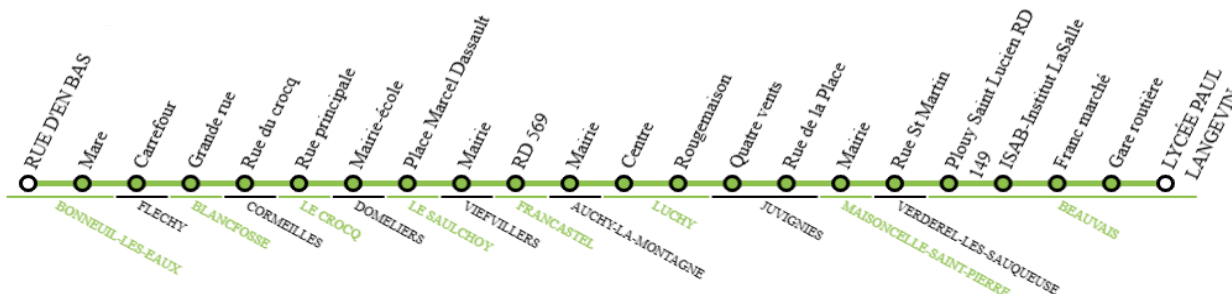 RUE D'EN BAS
Mare
Carrefour
Grande rue
Rue du crocq
Rue principale
Mairie-école
Place Marcel Dassault
Mairie
RD 569
Mairie
Centre
Rougemaison
Quatre vents
Rue de la Place
Mairie
Rue St Martin
Plouy Saint Lucien RD
149
ISAB-Institut LaSalle
Franc marché
Gare routière
LYCÉE PAUL
LANGEVIN
BONNEUIL-LES-EAUX
FLECHY
BLANCFOSSE
CORMEILLES
LE CROCQ
DOMELIERS
LE SAULCHOY
VIEFVILLERS
FRANCASTEL
AUCHY-LA-MONTAGNE
LUCHY
JUVIGNIES
MAISONCELLE-SAINT-PIERRE
VERDEREL-LES-SAUQUEUSE
BEAUVAIS